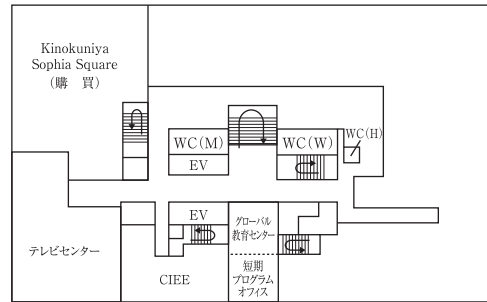 Kinokuniya
Sophia Square
（購　買）
WC(M)
WC(W)
WC(H)
EV
EV
グローバル
教育センター
テレビセンター
CIEE
短期
プログラム
オフィス